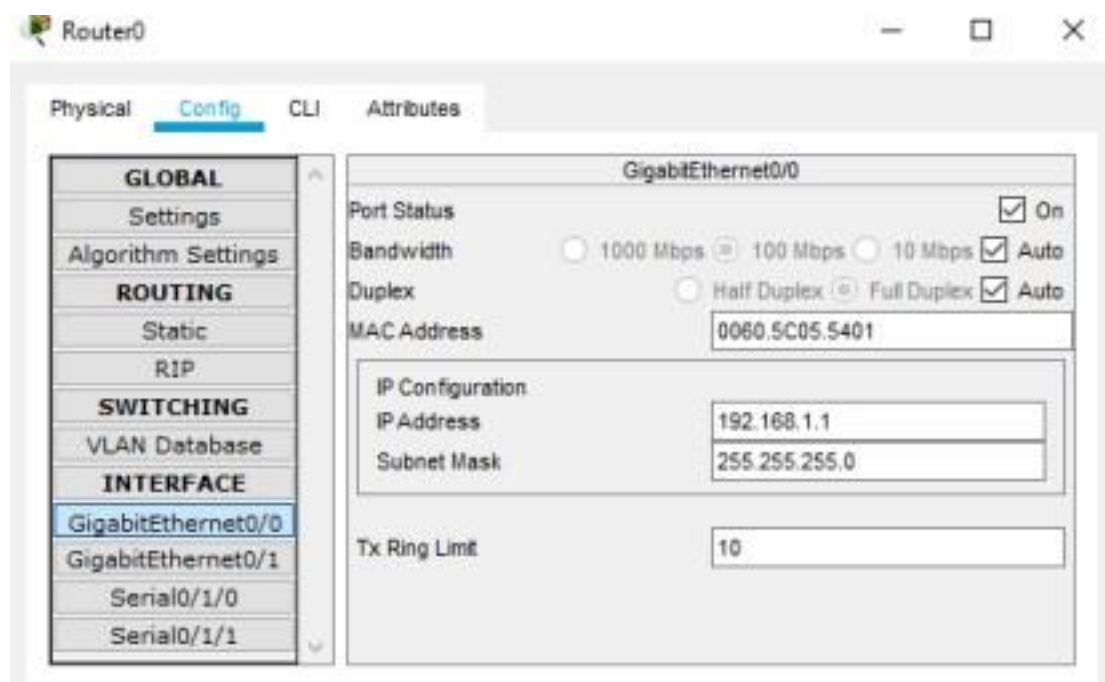 Router0
Physical Config CLI Attributes
GLOBAL
Settings
Algorithm Settings
ROUTING
Static
RIP
SWITCHING
VLAN Database
INTERFACE
GigabitEthernet0/0
GigabitEthernet0/1
Serial0/1/0
Serial0/1/1
GigabitEthernet0/0
Port Status On
Bandwidth 1000 Mbps 100 Mbps 10 Mbps Auto
Duplex Half Duplex Full Duplex Auto
MAC Address 0060.5C05.5401
IP Configuration
IP Address 192.168.1.1
Subnet Mask 255.255.255.0
Tx Ring Limit 10